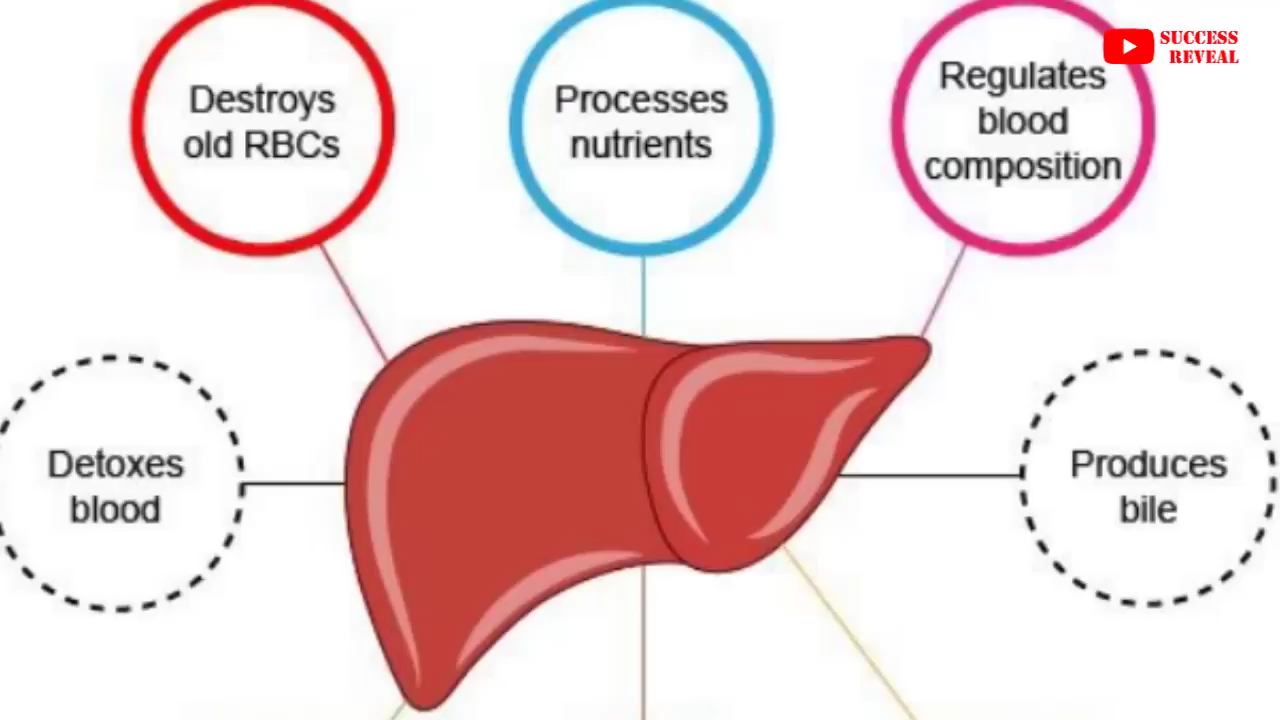 SUCCESS
REVEAL
Destroys
old RBCs
Processes
nutrients
Regulates
blood
composition
Detoxes
blood
Produces
bile